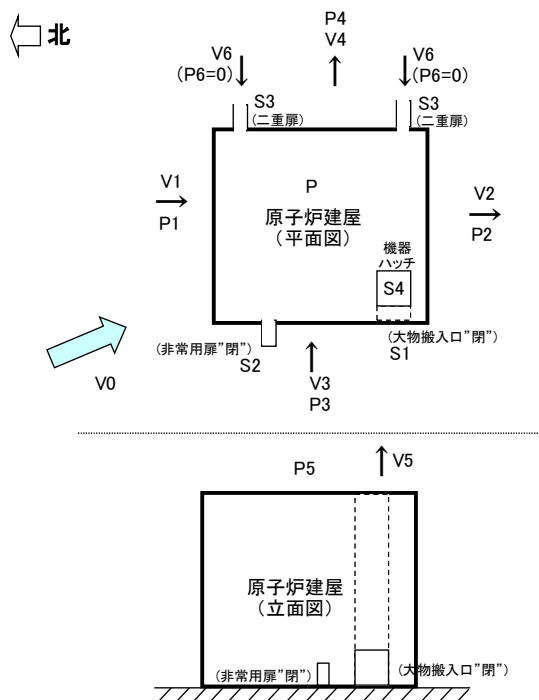 北
P4
V4
V6
(P6=0)
V6
(P6=0)
S3
(二重扉)
S3
(二重扉)
V1
P1
P
原子炉建屋
(平面図)
V2
P2
機器
ハッチ
S4
(非常用扉”閉”)
S2
(大物搬入口”閉”)
S1
V0
V3
P3
P5
V5
原子炉建屋
(立面図)
(非常用扉”閉”)
(大物搬入口”閉”)